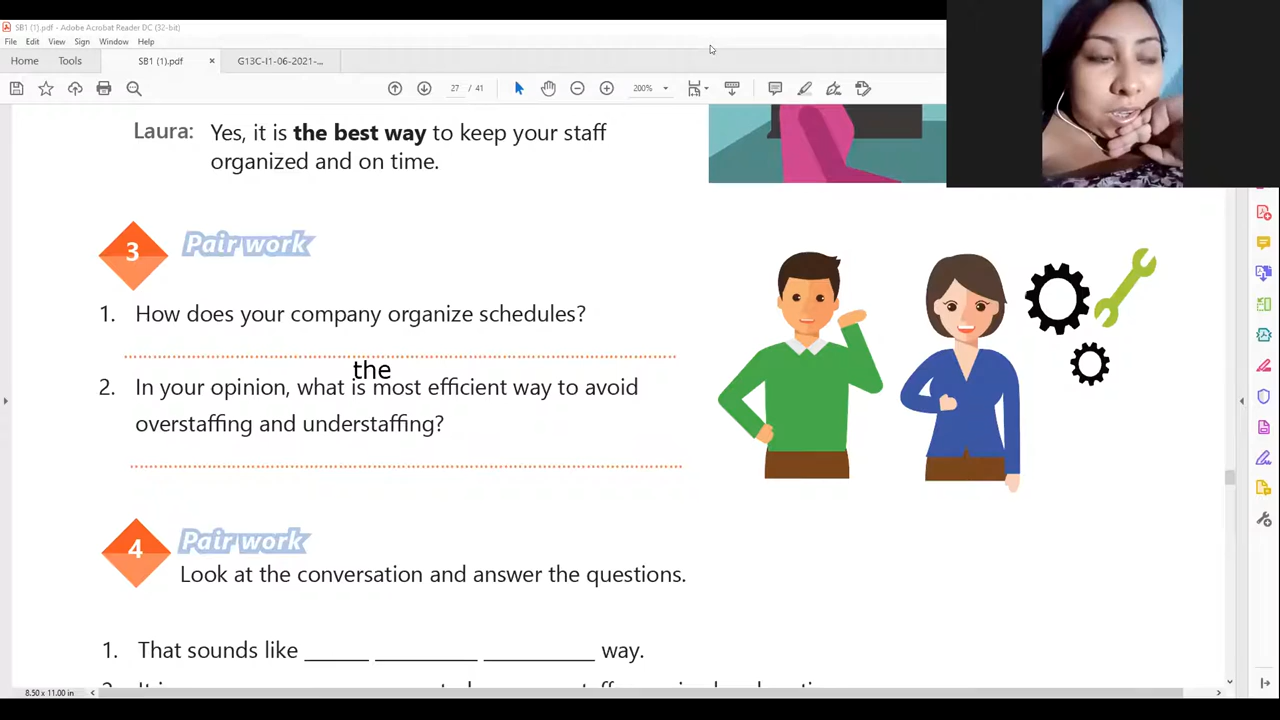 SB1 (1).pdf - Adobe Acrobat Reader DC (32-bit)
File Edit View Sign Window Help
Home Tools SB1 (1).pdf × G13C-I1-06-2021-...
27 / 41 200%
Laura: Yes, it is the best way to keep your staff
organized and on time.
3 Pair work
1. How does your company organize schedules?
the
2. In your opinion, what is most efficient way to avoid
overstaffing and understaffing?
4 Pair work
Look at the conversation and answer the questions.
1. That sounds like ______ _________ __________ way.
8.50 x 11.00 in